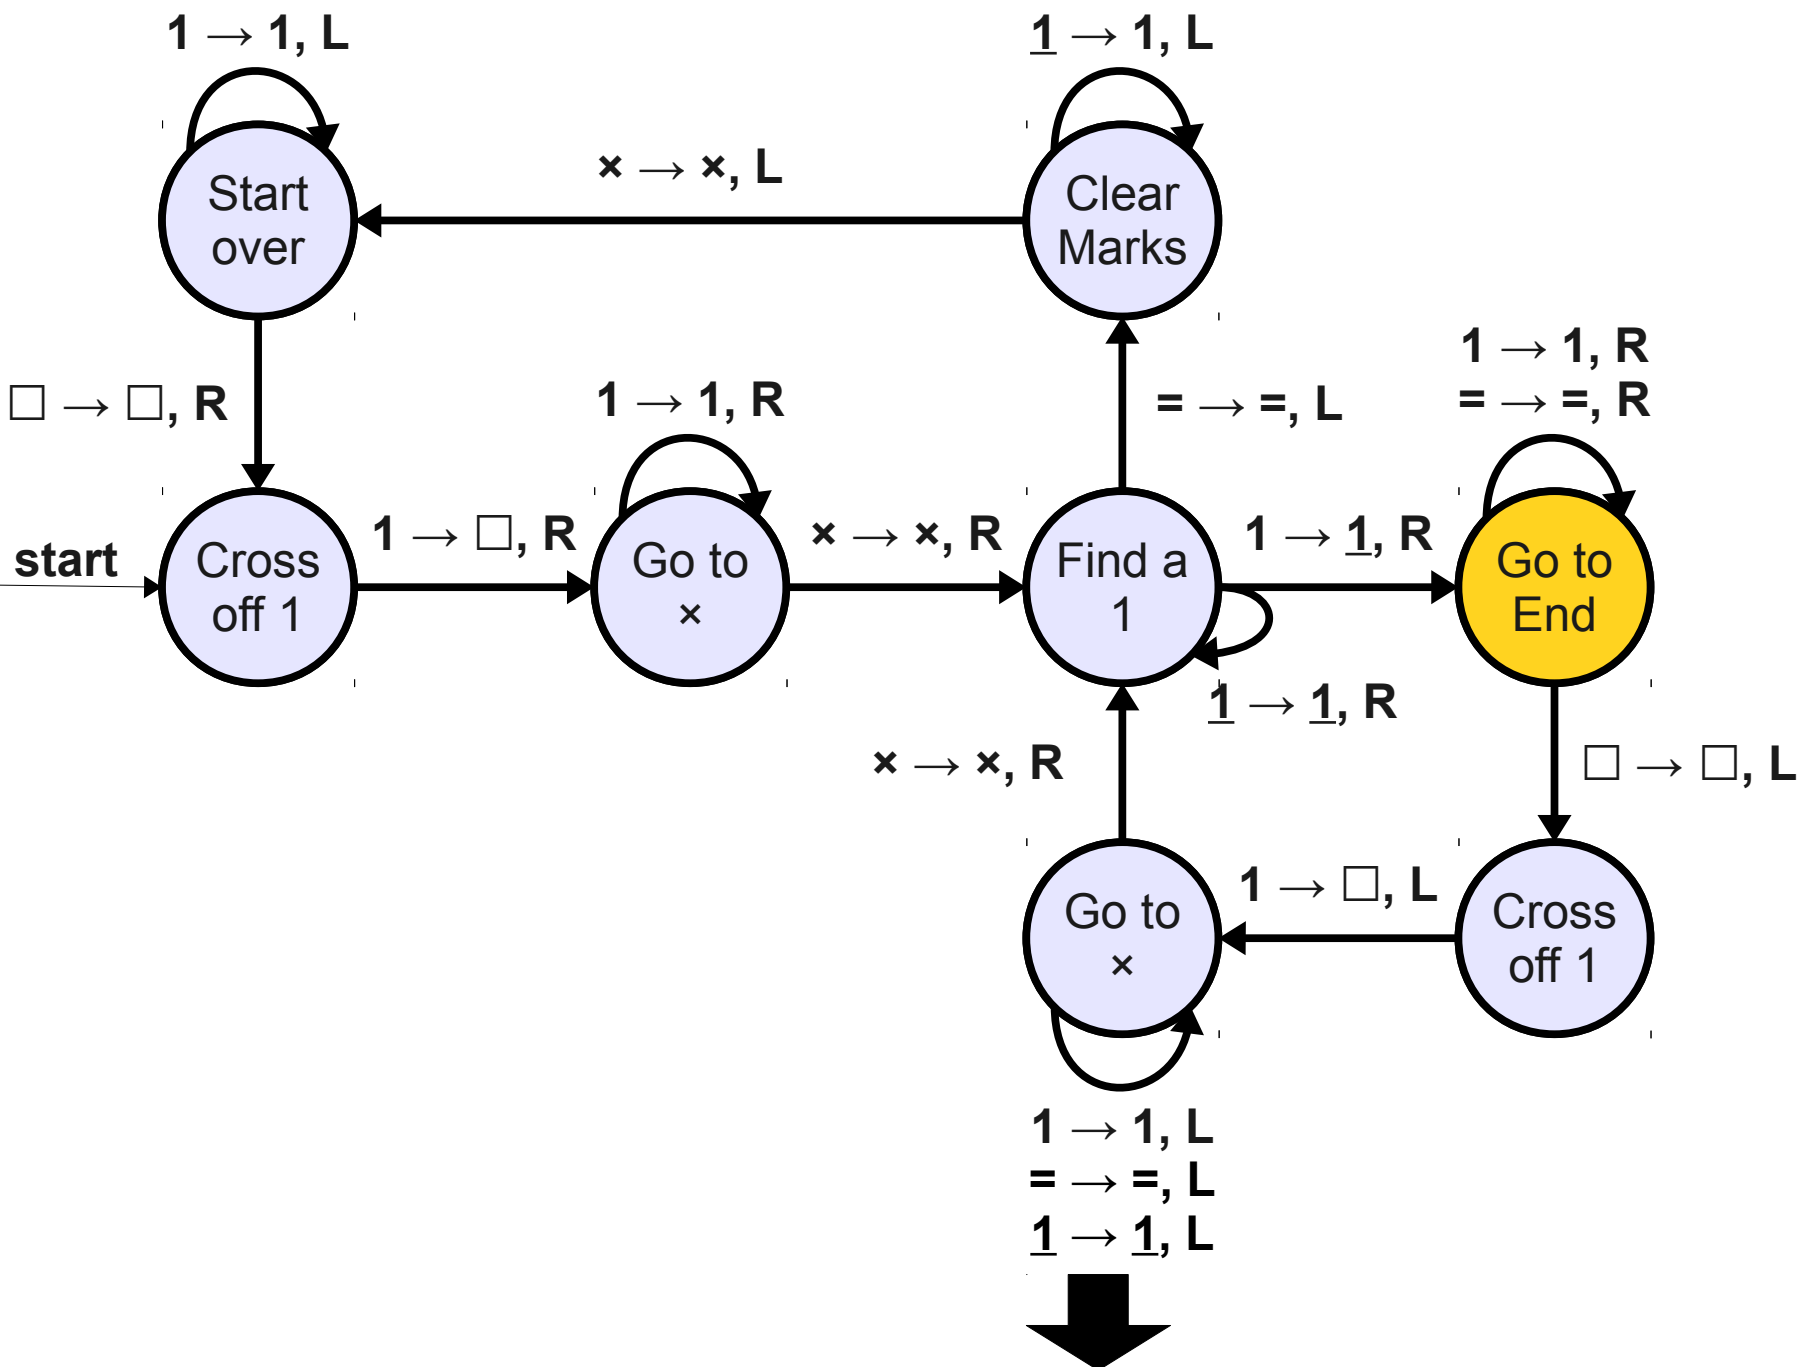 1 → 1, L
1 → 1, L
Start
over
× → ×, L
Clear
Marks
□ → □, R
1 → 1, R
= → =, L
1 → 1, R
= → =, R
start
Cross
off 1
1 → □, R
Go to
×
× → ×, R
Find a
1
1 → 1, R
Go to
End
1 → 1, R
× → ×, R
□ → □, L
Go to
×
1 → □, L
Cross
off 1
1 → 1, L
= → =, L
1 → 1, L